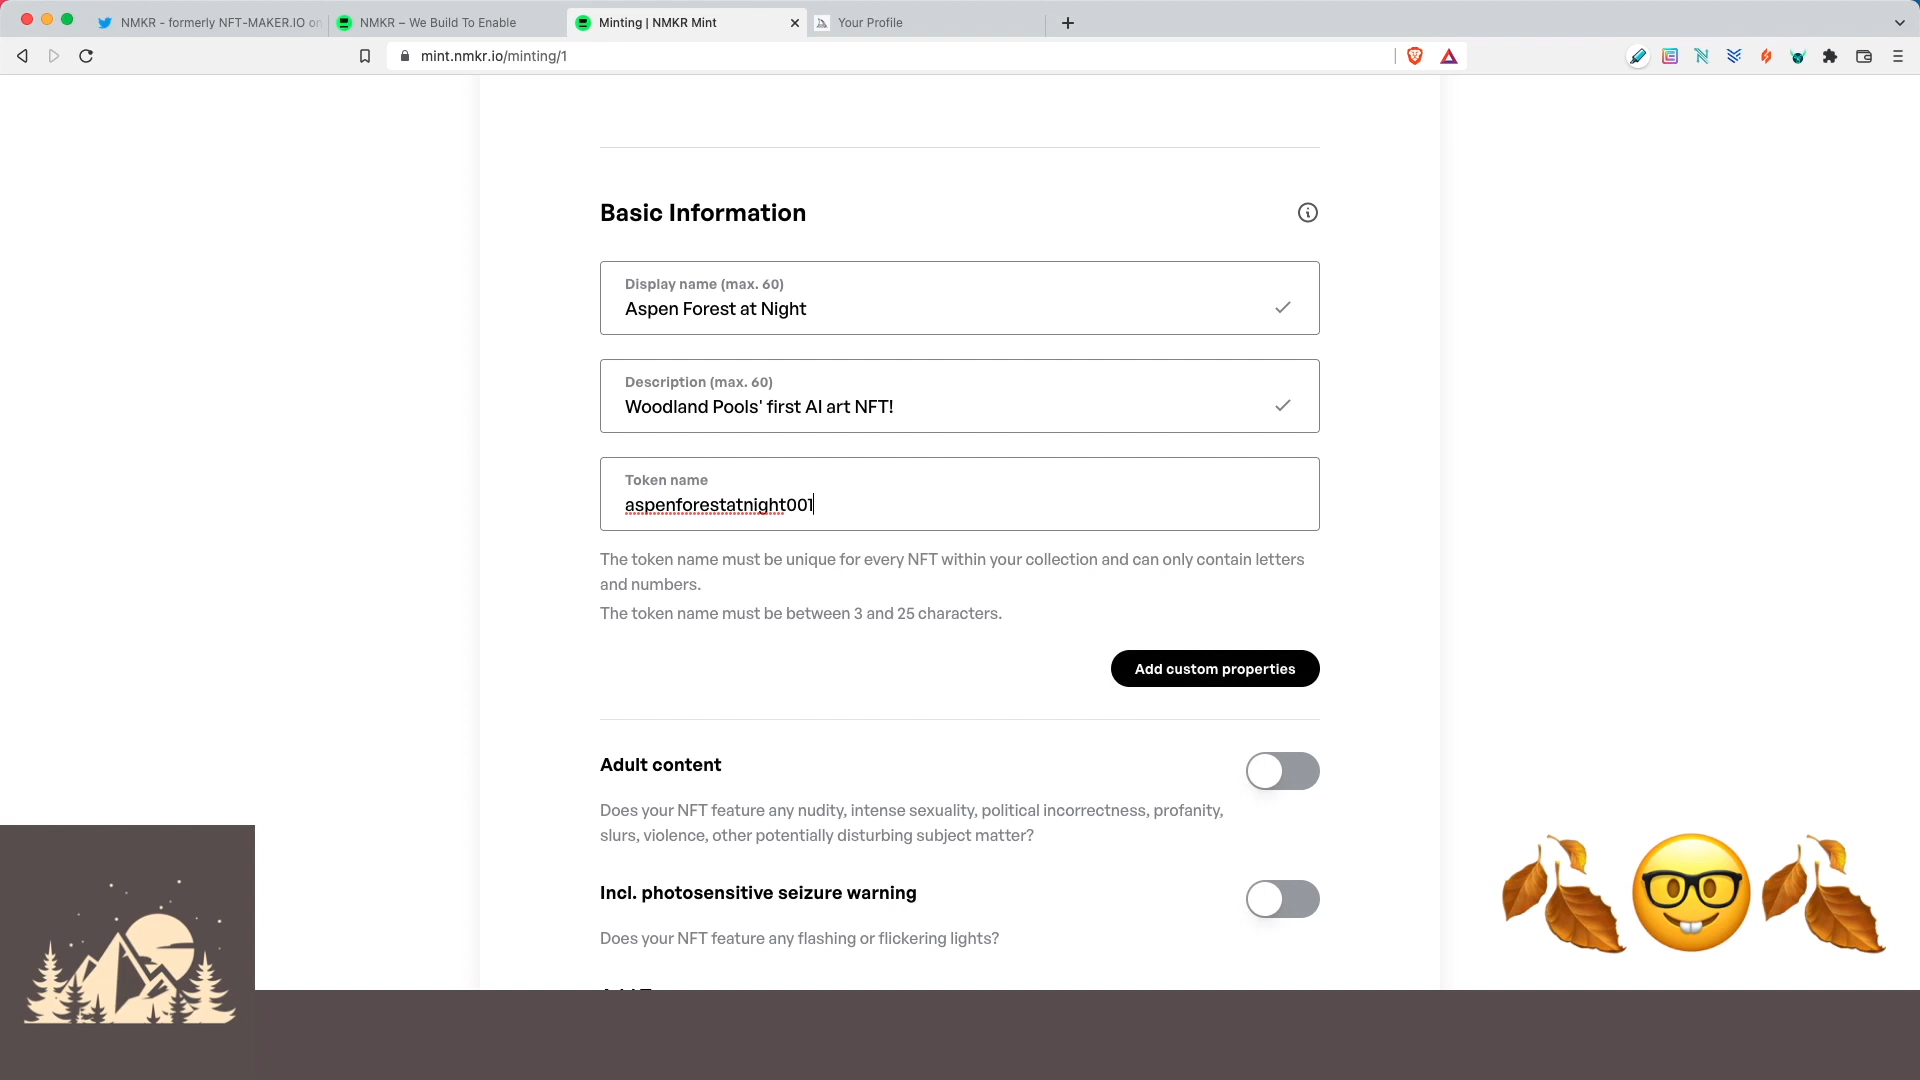 NMKR - formerly NFT-MAKER.IO on
NMKR – We Build To Enable
Minting | NMKR Mint
Your Profile
mint.nmkr.io/minting/1
Basic Information
Display name (max. 60)
Aspen Forest at Night
Description (max. 60)
Woodland Pools' first AI art NFT!
Token name
aspenforestatnight001
The token name must be unique for every NFT within your collection and can only contain letters
and numbers.
The token name must be between 3 and 25 characters.
Add custom properties
Adult content
Does your NFT feature any nudity, intense sexuality, political incorrectness, profanity,
slurs, violence, other potentially disturbing subject matter?
Incl. photosensitive seizure warning
Does your NFT feature any flashing or flickering lights?